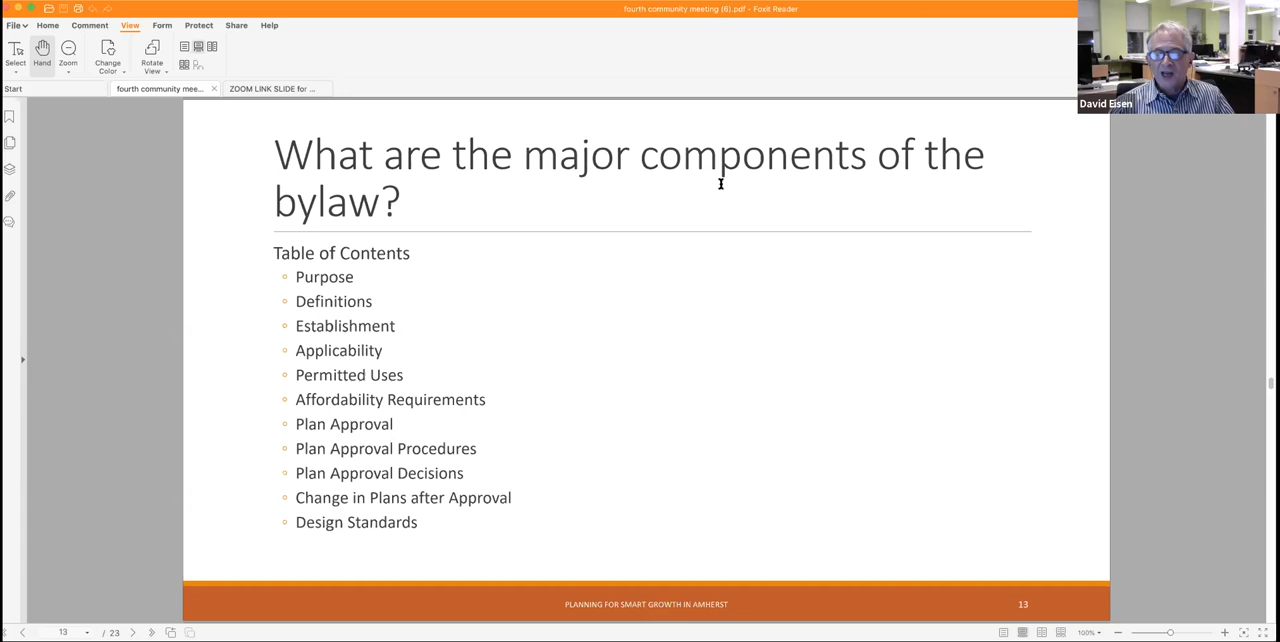 fourth community meeting (6).pdf - Foxit Reader
File Home Comment View Form Protect Share Help
Select Hand Zoom Change Color Rotate View
Start fourth community mee... ZOOM LINK SLIDE for ...
David Eisen
What are the major components of the
bylaw?
Table of Contents
Purpose
Definitions
Establishment
Applicability
Permitted Uses
Affordability Requirements
Plan Approval
Plan Approval Procedures
Plan Approval Decisions
Change in Plans after Approval
Design Standards
PLANNING FOR SMART GROWTH IN AMHERST 13
13 / 23 100%